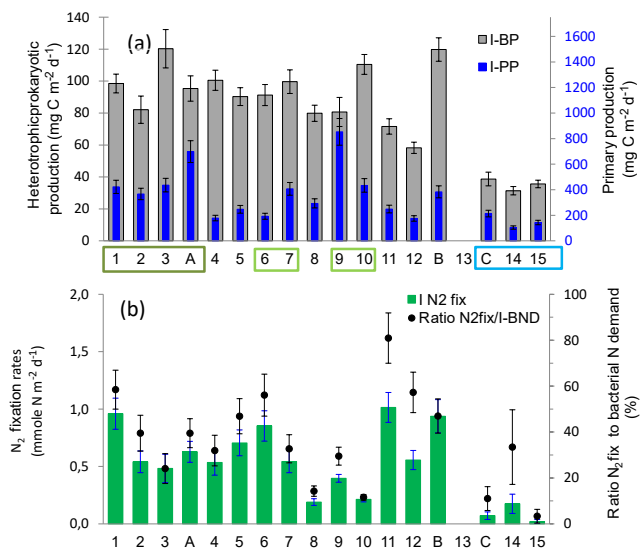 (a)
I-BP
I-PP
Heterotrophicprokaryotic
production (mg C m-2 d-1)
140
120
100
80
60
40
20
0
Primary production
(mg C m-2 d-1)
1600
1400
1200
1000
800
600
400
200
0
1 2 3 A 4 5 6 7 8 9 10 11 12 B 13 C 14 15
(b)
I N2 fix
Ratio N2fix/I-BND
N2 fixation rates
(mmole N m-2 d-1)
2,0
1,5
1,0
0,5
0,0
Ratio N2fix to bacterial N demand
(%)
100
80
60
40
20
0
1 2 3 A 4 5 6 7 8 9 10 11 12 B 13 C 14 15